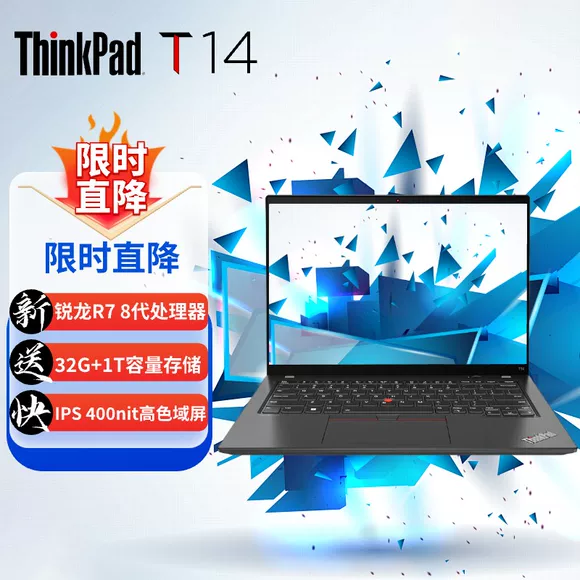 ThinkPad T14
限时
直降
限时直降
新 锐龙R7 8代处理器
送 32G+1T容量存储
快 IPS 400nit高色域屏
ThinkPad